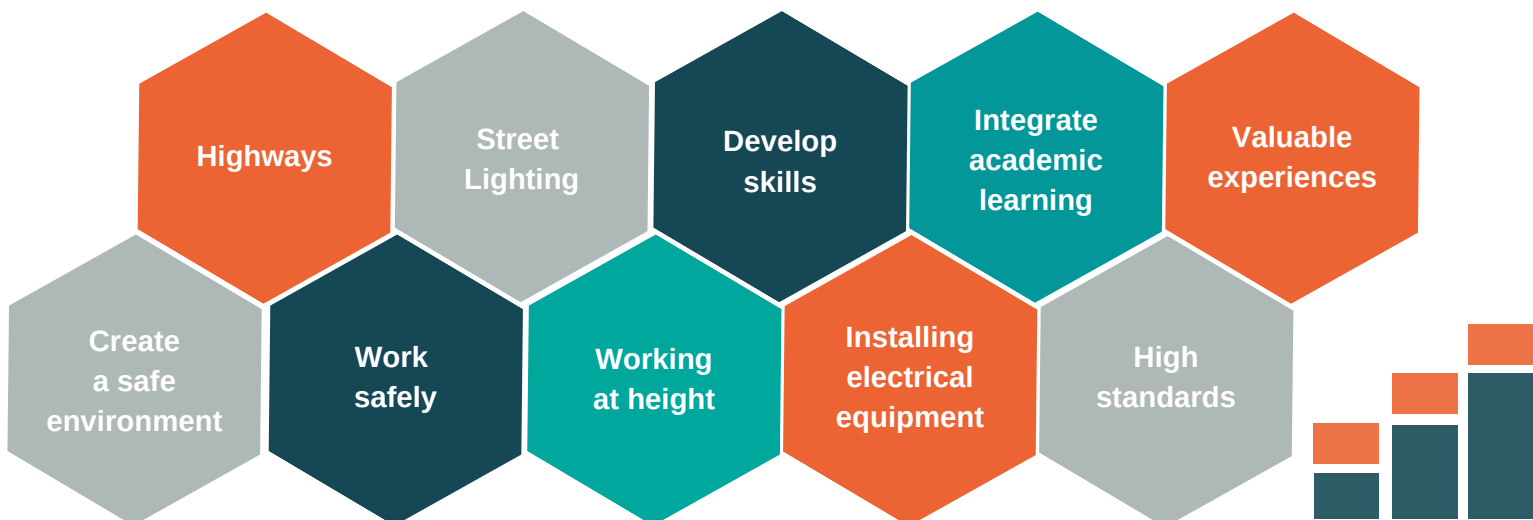 Highways
Street
Lighting
Develop
skills
Integrate
academic
learning
Valuable
experiences
Create
a safe
environment
Work
safely
Working
at height
Installing
electrical
equipment
High
standards